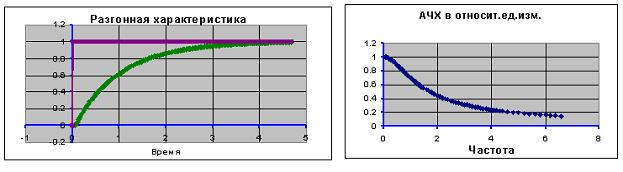 Разгонная характеристика
1.2
1
0.8
0.6
0.4
0.2
0
-0.2
-1 0 1 2 3 4 5
Время
АЧХ в относит.ед.изм.
1.2
1
0.8
0.6
0.4
0.2
0
0 2 4 6 8
Частота